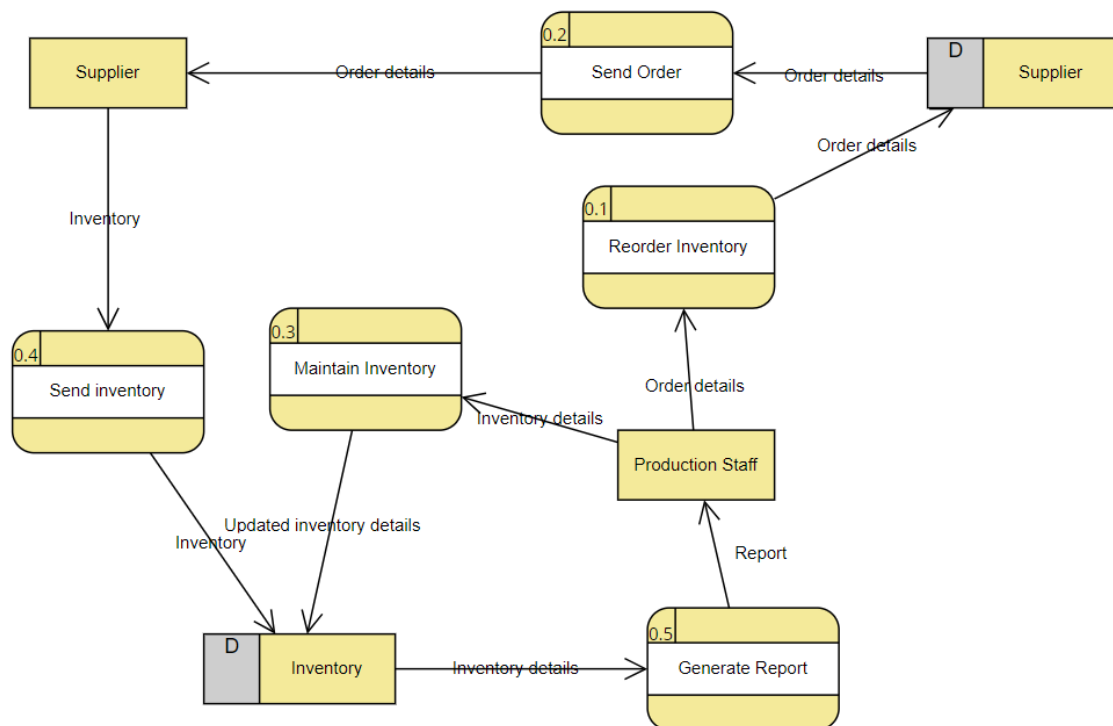 0.2
Supplier
Order details
Send Order
Order details
D
Supplier
Order details
0.1
Reorder Inventory
Inventory
0.4
Send inventory
0.3
Maintain Inventory
Order details
Inventory details
Production Staff
Updated inventory details
Inventory
Report
D
Inventory
Inventory details
0.5
Generate Report